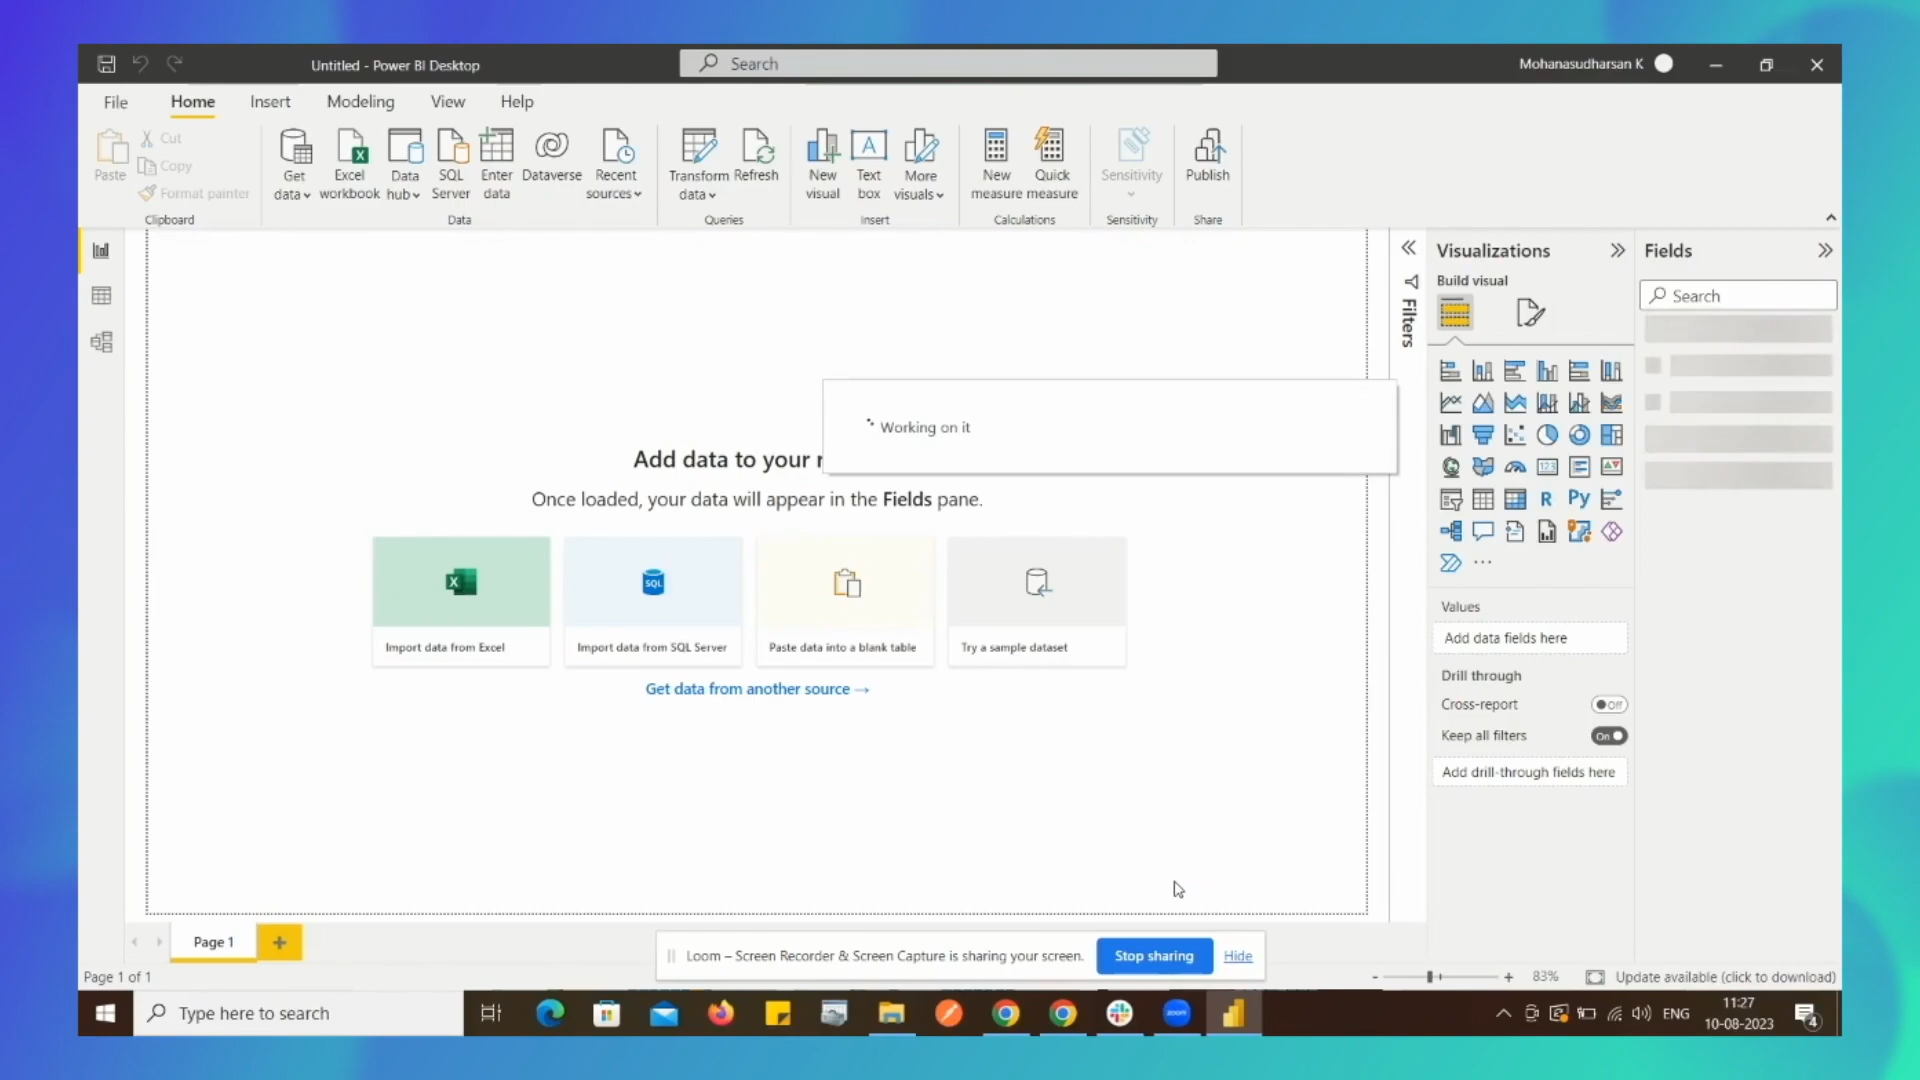 Untitled - Power BI Desktop
Search
Mohanasudharsan K
File Home Insert Modeling View Help
Paste
Cut
Copy
Format painter
Clipboard
Get data
Excel workbook
Data hub
SQL Server
Enter data
Dataverse
Recent sources
Data
Transform data
Refresh
Queries
New visual
Text box
More visuals
Insert
New measure
Quick measure
Calculations
Sensitivity
Sensitivity
Publish
Share
Working on it
Add data to your r
Once loaded, your data will appear in the Fields pane.
Import data from Excel
SQL
Import data from SQL Server
Paste data into a blank table
Try a sample dataset
Get data from another source →
Filters
Visualizations
Build visual
123
R
Py
Values
Add data fields here
Drill through
Cross-report
Off
Keep all filters
On
Add drill-through fields here
Fields
Search
Page 1
Page 1 of 1
Loom – Screen Recorder & Screen Capture is sharing your screen.
Stop sharing
Hide
83%
Update available (click to download)
Type here to search
zoom
ENG
11:27
10-08-2023
4